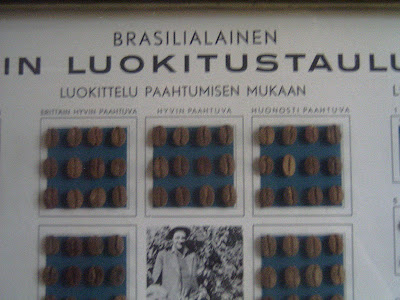 BRASILIALAINEN
IN LUOKITUSTAULU
LUOKITTELU PAAHTUMISEN MUKAAN
ERITTÄIN HYVIN PAAHTUVA
HYVIN PAAHTUVA
HUONOSTI PAAHTUVA